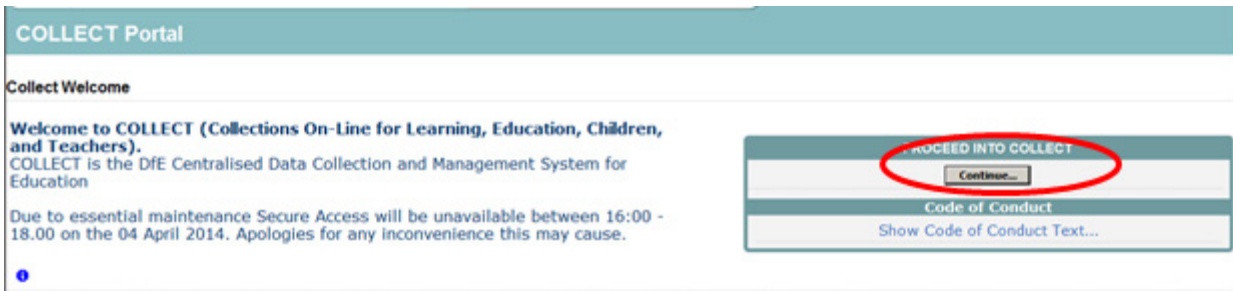 COLLECT Portal
Collect Welcome
Welcome to COLLECT (Collections On-Line for Learning, Education, Children,
and Teachers).
COLLECT is the DfE Centralised Data Collection and Management System for
Education
Due to essential maintenance Secure Access will be unavailable between 16:00 -
18.00 on the 04 April 2014. Apologies for any inconvenience this may cause.
PROCEED INTO COLLECT
Continue...
Code of Conduct
Show Code of Conduct Text...